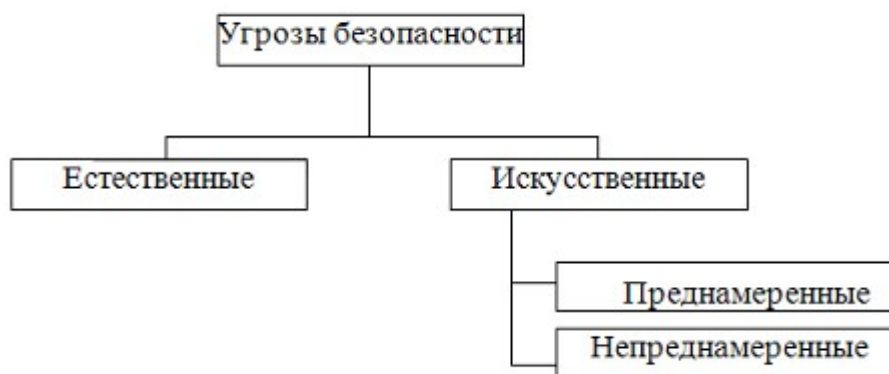 Угрозы безопасности
Естественные
Искусственные
Преднамеренные
Непреднамеренные